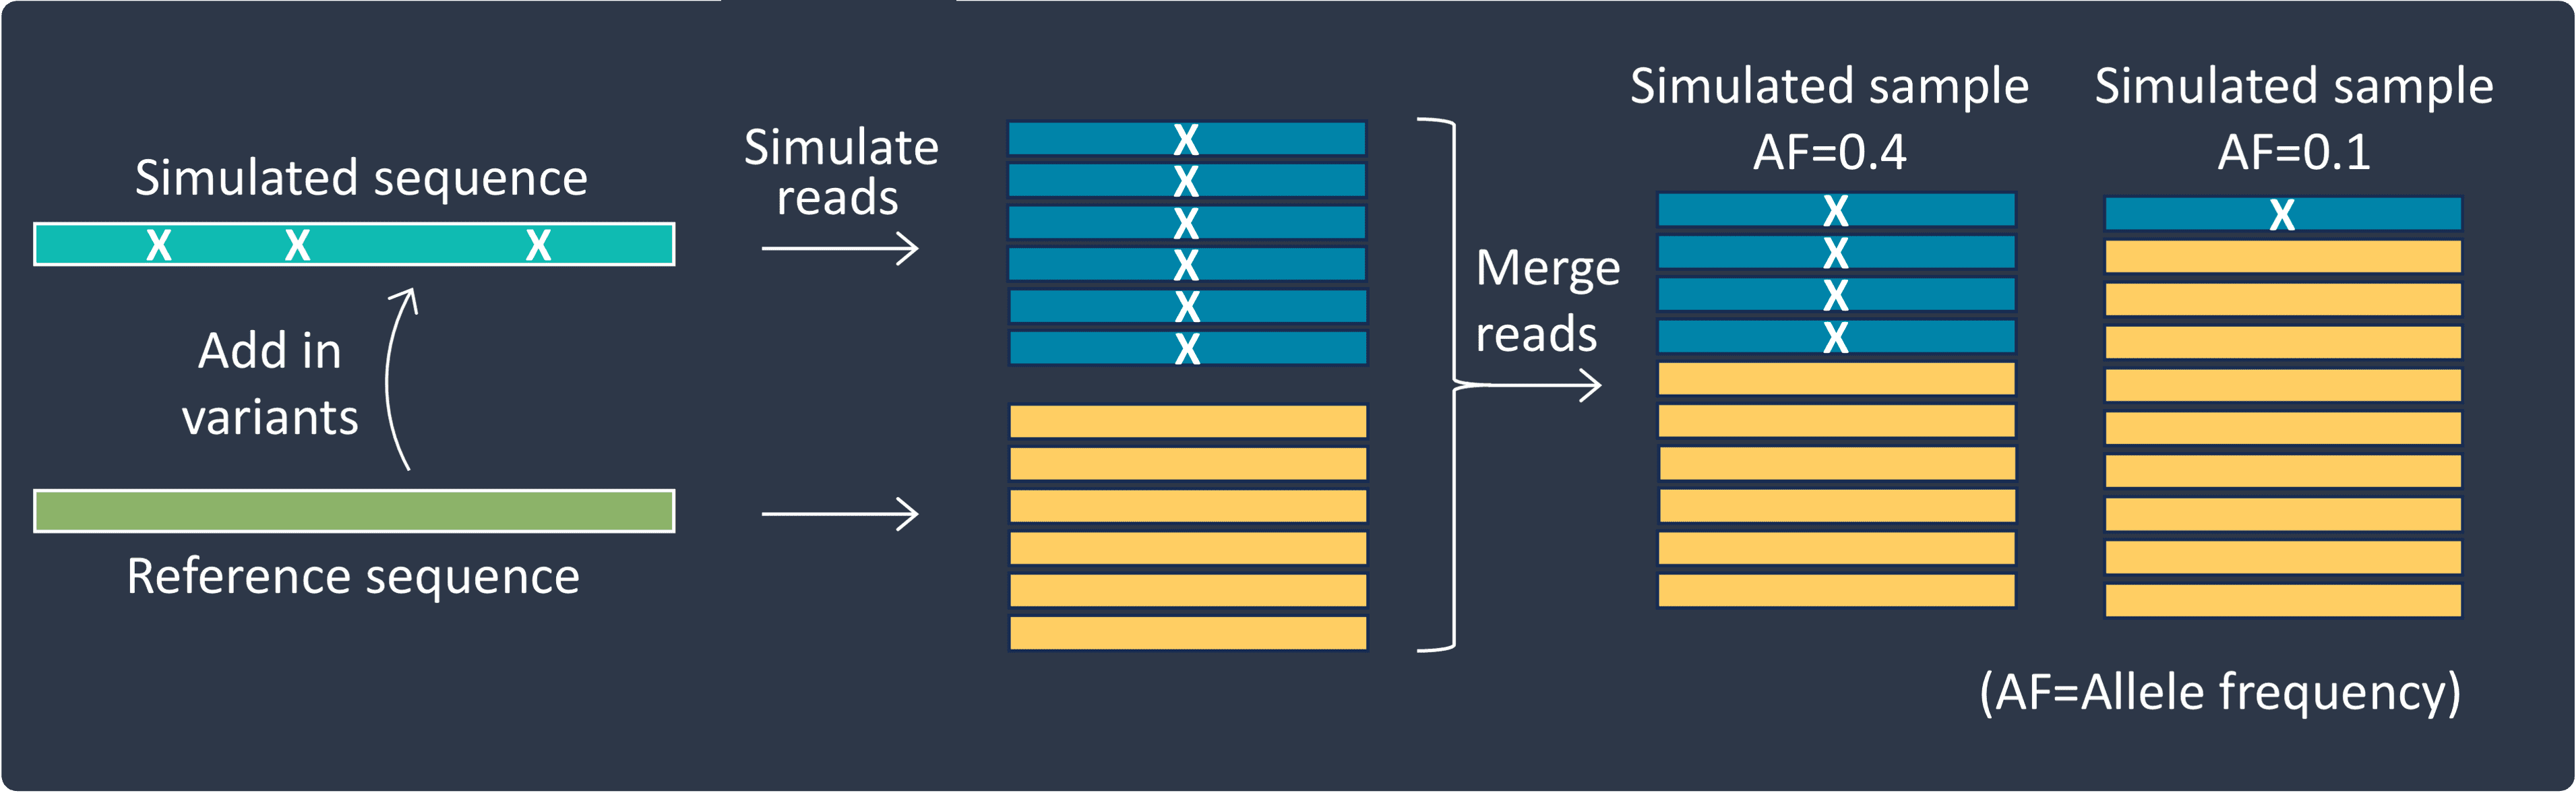 Simulated sequence
X X X
Add in
variants
Reference sequence
Simulate
reads
X
X
X
X
X
X
Merge
reads
Simulated sample
AF=0.4
X
X
X
X
Simulated sample
AF=0.1
X
(AF=Allele frequency)